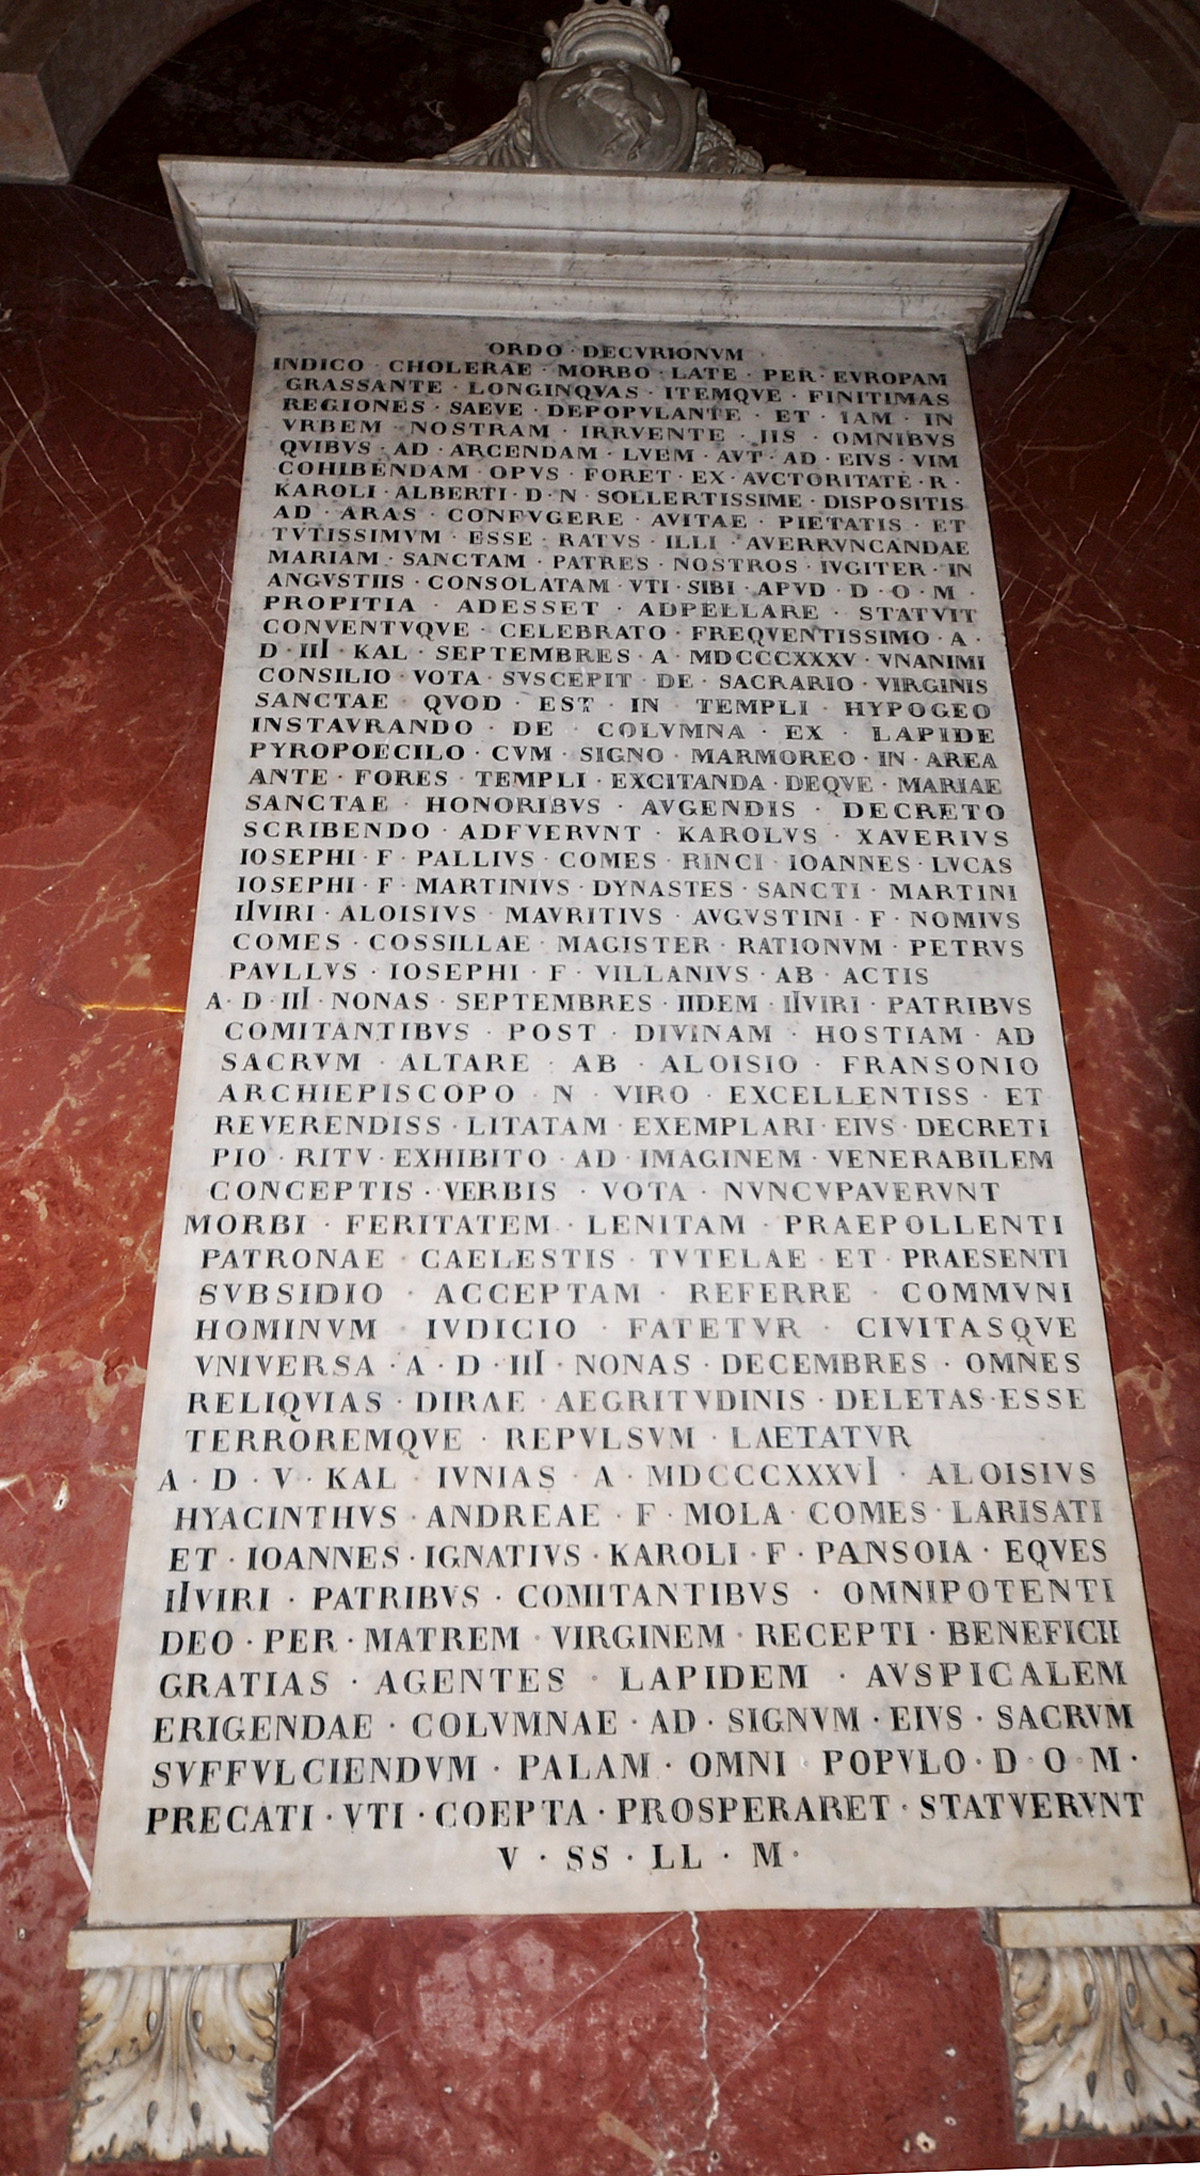 ORDO · DECVRIONVM
INDICO · CHOLERAE · MORBO · LATE · PER · EVROPAM
GRASSANTE · LONGINQVAS · ITEMQVE · FINITIMAS
REGIONES · SAEVE · DEPOPVLANTE · ET · IAM · IN
VRBEM · NOSTRAM · IRRVENTE · IIS · OMNIBVS
QVIBVS · AD · ARCENDAM · LVEM · AVT · AD · EIVS · VIM
COHIBENDAM · OPVS · FORET · EX · AVCTORITATE · R ·
KAROLI · ALBERTI · D · N · SOLLERTISSIME · DISPOSITIS
AD · ARAS · CONFVGERE · AVITAE · PIETATIS · ET
TVTISSIMVM · ESSE · RATVS · ILLI · AVERRVNCANDAE
MARIAM · SANCTAM · PATRES · NOSTROS · IVGITER · IN
ANGVSTIIS · CONSOLATAM · VTI · SIBI · APVD · D · O · M ·
PROPITIA · ADESSET · ADPELLARE · STATVIT
CONVENTVQVE · CELEBRATO · FREQVENTISSIMO · A ·
D · III · KAL · SEPTEMBRES · A · MDCCCXXXV · VNANIMI
CONSILIO · VOTA · SVSCEPIT · DE · SACRARIO · VIRGINIS
SANCTAE · QVOD · EST · IN · TEMPLI · HYPOGEO
INSTAVRANDO · DE · COLVMNA · EX · LAPIDE
PYROPOECILO · CVM · SIGNO · MARMOREO · IN · AREA
ANTE · FORES · TEMPLI · EXCITANDA · DEQVE · MARIAE
SANCTAE · HONORIBVS · AVGENDIS · DECRETO
SCRIBENDO · ADFVERVNT · KAROLVS · XAVERIVS
IOSEPHI · F · PALLIVS · COMES · RINCI · IOANNES · LVCAS
IOSEPHI · F · MARTINIVS · DYNASTES · SANCTI · MARTINI
IIVIRI · ALOISIVS · MAVRITIVS · AVGVSTINI · F · NOMIVS
COMES · COSSILLAE · MAGISTER · RATIONVM · PETRVS
PAVLLVS · IOSEPHI · F · VILLANIVS · AB · ACTIS
A · D · III · NONAS · SEPTEMBRES · IIDEM · IIVIRI · PATRIBVS
COMITANTIBVS · POST · DIVINAM · HOSTIAM · AD
SACRVM · ALTARE · AB · ALOISIO · FRANSONIO
ARCHIEPISCOPO · N · VIRO · EXCELLENTISS · ET
REVERENDISS · LITATAM · EXEMPLARI · EIVS · DECRETI
PIO · RITV · EXHIBITO · AD · IMAGINEM · VENERABILEM
CONCEPTIS · VERBIS · VOTA · NVNCVPAVERVNT
MORBI · FERITATEM · LENITAM · PRAEPOLLENTI
PATRONAE · CAELESTIS · TVTELAE · ET · PRAESENTI
SVBSIDIO · ACCEPTAM · REFERRE · COMMVNI
HOMINVM · IVDICIO · FATETVR · CIVITASQVE
VNIVERSA · A · D · III · NONAS · DECEMBRES · OMNES
RELIQVIAS · DIRAE · AEGRITVDINIS · DELETAS · ESSE
TERROREMQVE · REPVLSVM · LAETATVR
A · D · V · KAL · IVNIAS · A · MDCCCXXXVI · ALOISIVS
HYACINTHVS · ANDREAE · F · MOLA · COMES · LARISATI
ET · IOANNES · IGNATIVS · KAROLI · F · PANSOIA · EQVES
IIVIRI · PATRIBVS · COMITANTIBVS · OMNIPOTENTI
DEO · PER · MATREM · VIRGINEM · RECEPTI · BENEFICII
GRATIAS · AGENTES · LAPIDEM · AVSPICALEM
ERIGENDAE · COLVMNAE · AD · SIGNVM · EIVS · SACRVM
SVFFVLCIENDVM · PALAM · OMNI · POPVLO · D · O · M ·
PRECATI · VTI · COEPTA · PROSPERARET · STATVERVNT
V · SS · LL · M ·